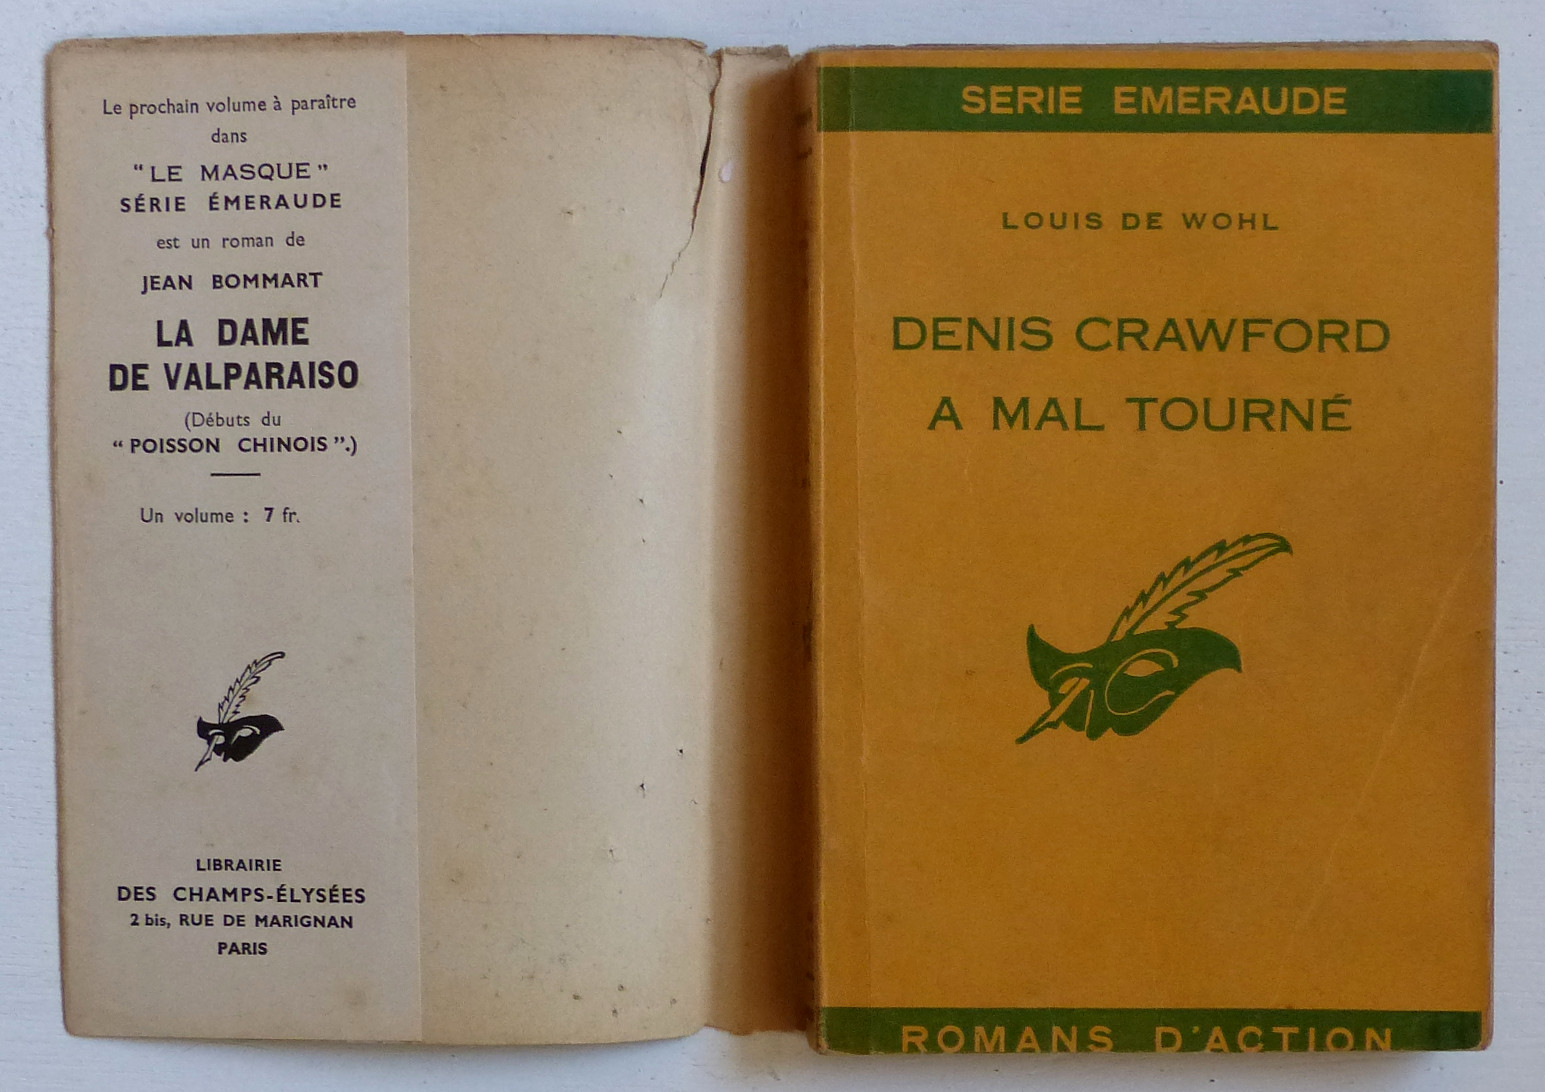 Le prochain volume à paraître
dans
"LE MASQUE"
SÉRIE ÉMERAUDE
est un roman de
JEAN BOMMART
LA DAME
DE VALPARAISO
(Débuts du
"POISSON CHINOIS".)
Un volume : 7 fr.
LIBRAIRIE
DES CHAMPS-ÉLYSÉES
2 bis, RUE DE MARIGNAN
PARIS
SERIE EMERAUDE
LOUIS DE WOHL
DENIS CRAWFORD
A MAL TOURNÉ
ROMANS D'ACTION